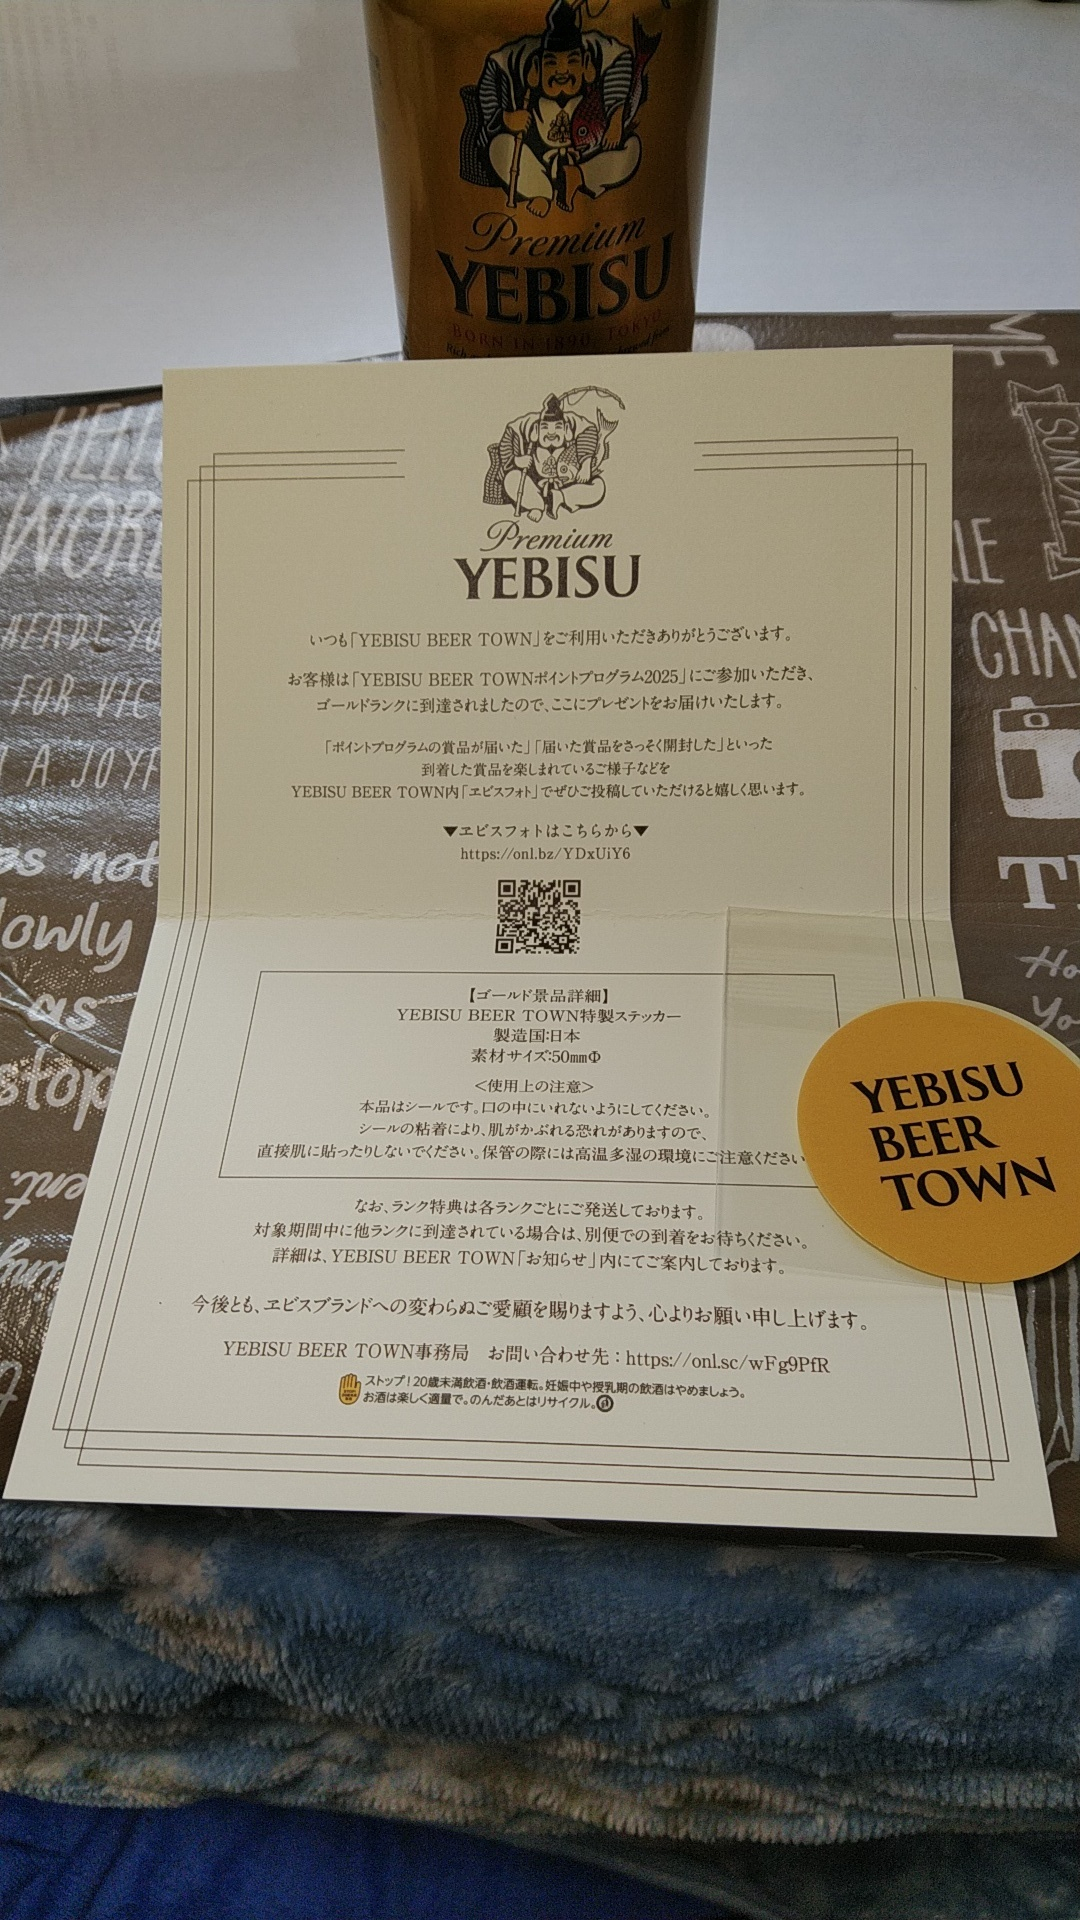 Premium
YEBISU
BORN IN 1890, TOKYO
Premium
YEBISU
いつも「YEBISU BEER TOWN」をご利用いただきありがとうございます。
お客様は「YEBISU BEER TOWNポイントプログラム2025」にご参加いただき、
ゴールドランクに到達されましたので、ここにプレゼントをお届けいたします。
「ポイントプログラムの賞品が届いた」「届いた賞品をさっそく開封した」といった
到着した賞品を楽しまれているご様子などを
YEBISU BEER TOWN内「ヱビスフォト」でぜひご投稿していただけると嬉しく思います。
▼ヱビスフォトはこちらから▼
https://onl.bz/YDxUiY6
【ゴールド景品詳細】
YEBISU BEER TOWN特製ステッカー
製造国:日本
素材サイズ:50mmΦ
＜使用上の注意＞
本品はシールです。口の中にいれないようにしてください。
シールの粘着により、肌がかぶれる恐れがありますので、
直接肌に貼ったりしないでください。保管の際には高温多湿の環境にご注意ください
YEBISU
BEER
TOWN
なお、ランク特典は各ランクごとにご発送しております。
対象期間中に他ランクに到達されている場合は、別便での到着をお待ちください。
詳細は、YEBISU BEER TOWN「お知らせ」内にてご案内しております。
今後とも、ヱビスブランドへの変わらぬご愛顧を賜りますよう、心よりお願い申し上げます。
YEBISU BEER TOWN事務局　お問い合わせ先：https://onl.sc/wFg9PfR
ストップ！20歳未満飲酒・飲酒運転。妊娠中や授乳期の飲酒はやめましょう。
お酒は楽しく適量で。のんだあとはリサイクル。
HELL
WORL
FOR VIC
A JOYF
not
lowly
as
stop
SUNDAY
CHAN